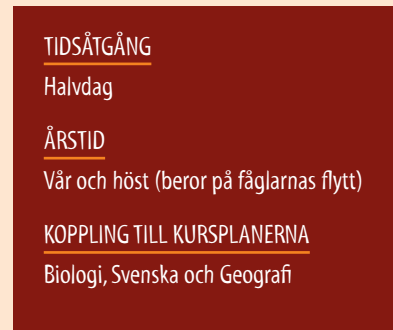 TIDSÅTGÅNG
Halvdag
ÅRSTID
Vår och höst (beror på fåglarnas flytt)
KOPPLING TILL KURSPLANERNA
Biologi, Svenska och Geografi